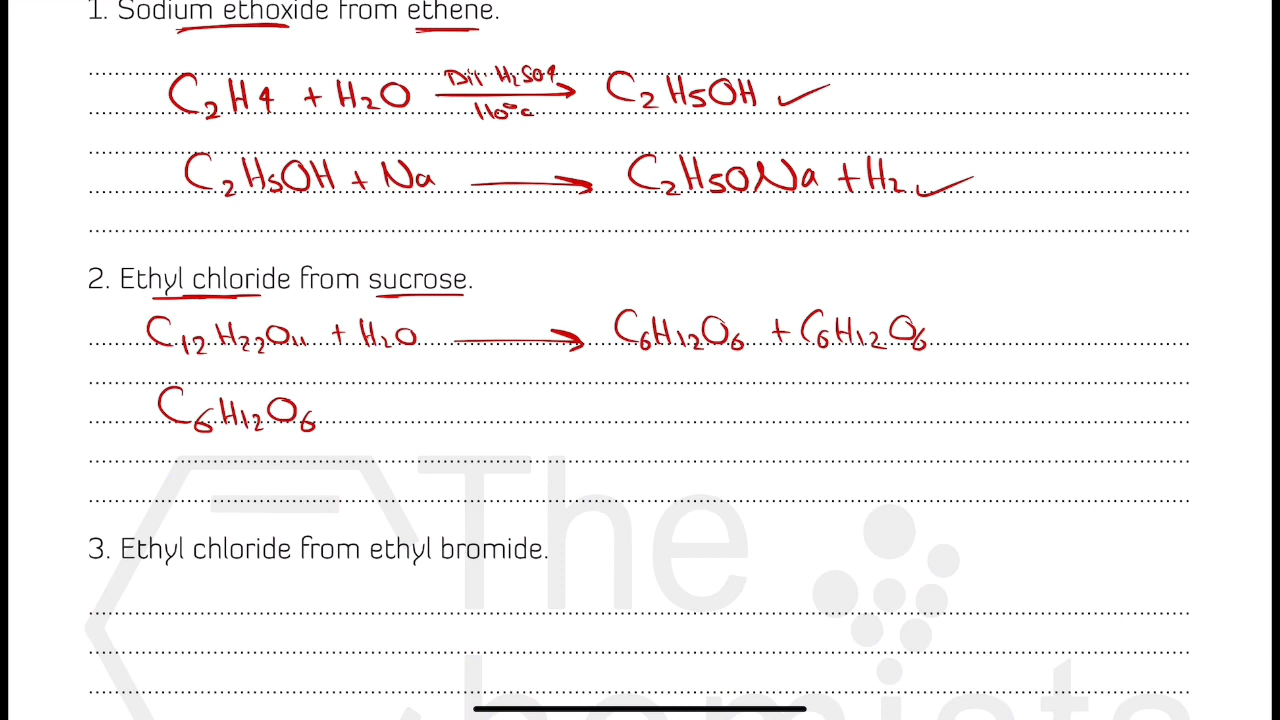 1. Sodium ethoxide from ethene.
Dil. H2SO4
C2H4 + H2O → C2H5OH ✓
110°C
C2H5OH + Na → C2H5ONa + H2 ✓
2. Ethyl chloride from sucrose.
C12H22O11 + H2O → C6H12O6 + C6H12O6
C6H12O6
The
3. Ethyl chloride from ethyl bromide.